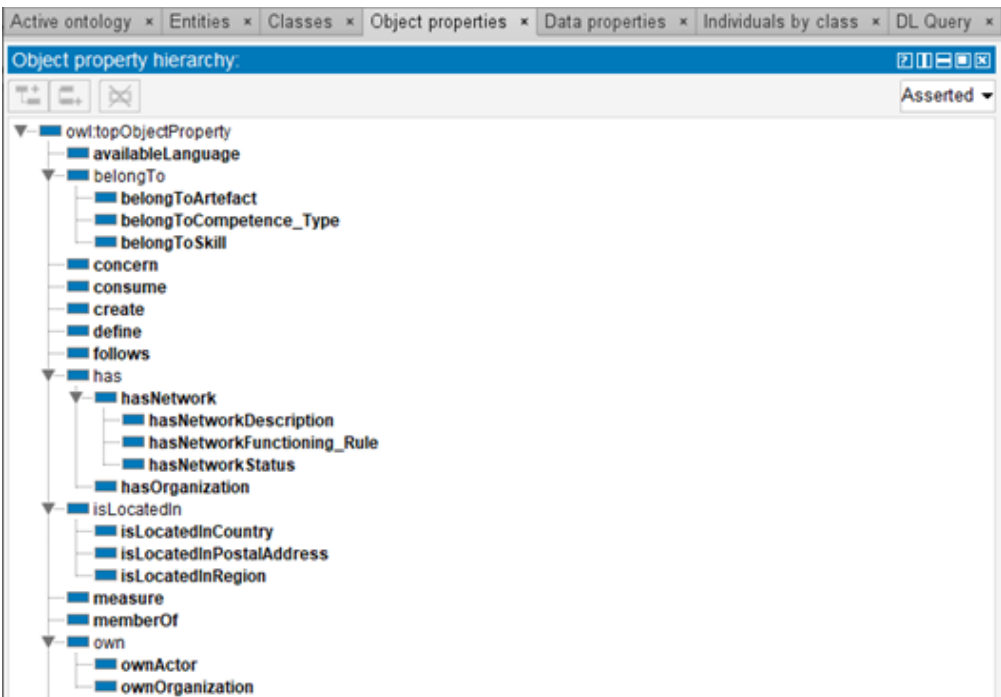 Active ontology × Entities × Classes × Object properties × Data properties × Individuals by class × DL Query ×
Object property hierarchy:
Asserted
owl:topObjectProperty
availableLanguage
belongTo
belongToArtefact
belongToCompetence_Type
belongToSkill
concern
consume
create
define
follows
has
hasNetwork
hasNetworkDescription
hasNetworkFunctioning_Rule
hasNetworkStatus
hasOrganization
isLocatedIn
isLocatedInCountry
isLocatedInPostalAddress
isLocatedInRegion
measure
memberOf
own
ownActor
ownOrganization